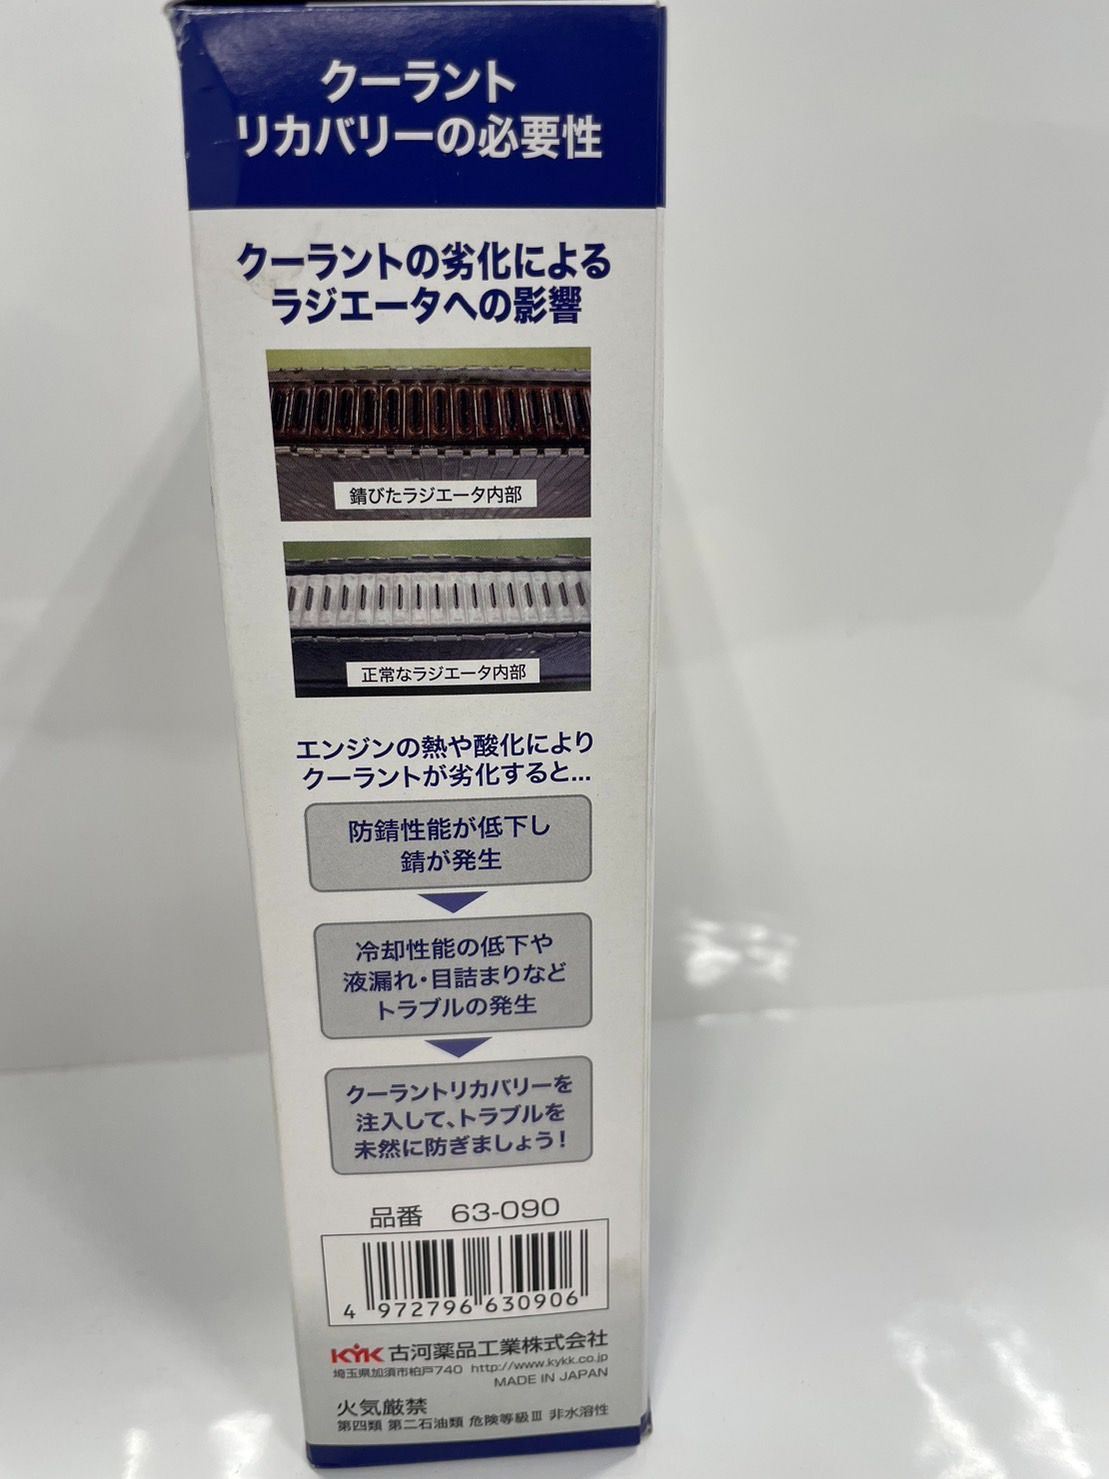 クーラント
リカバリーの必要性
クーラントの劣化による
ラジエータへの影響
錆びたラジエータ内部
正常なラジエータ内部
エンジンの熱や酸化により
クーラントが劣化すると...
防錆性能が低下し
錆が発生
冷却性能の低下や
液漏れ・目詰まりなど
トラブルの発生
クーラントリカバリーを
注入して、トラブルを
未然に防ぎましょう!
品番 63-090
4 972796 630906
KYK 古河薬品工業株式会社
埼玉県加須市柏戸740 http://www.kykk.co.jp
MADE IN JAPAN
火気厳禁
第四類 第二石油類 危険等級Ⅲ 非水溶性